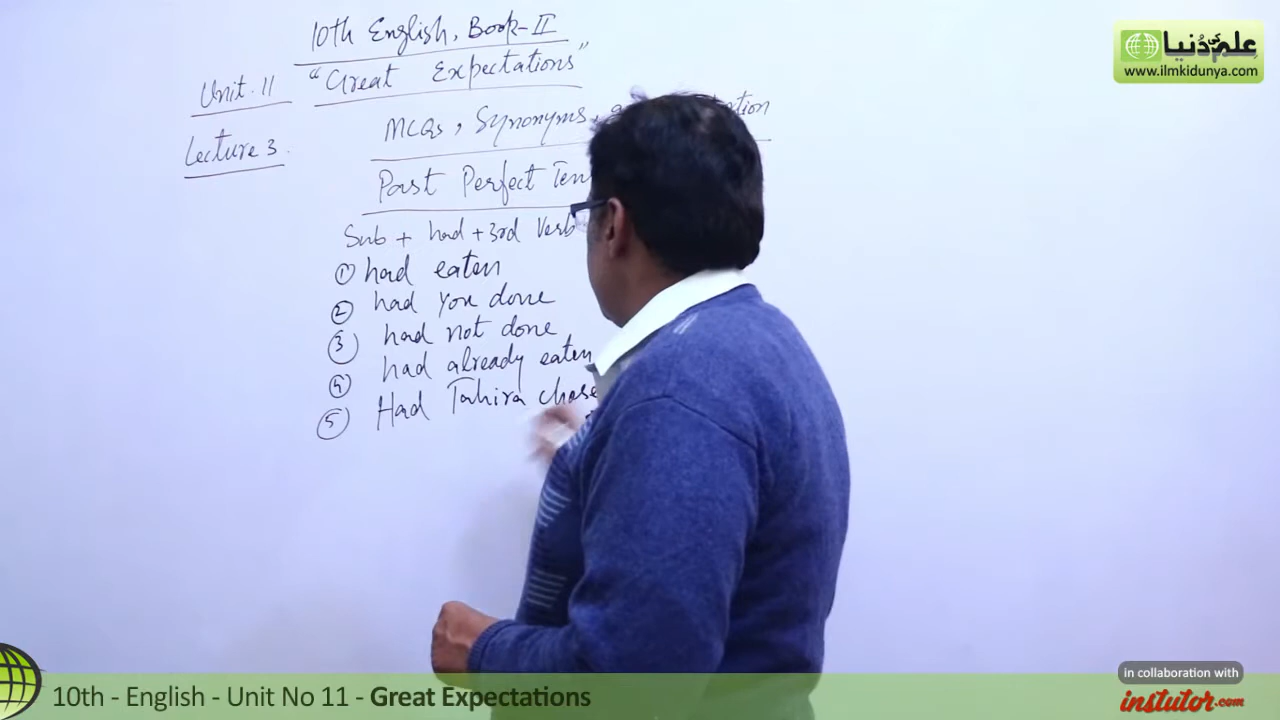 10th English, Book-II
Unit. 11 "Great Expectations"
Lecture 3.
MCQs, Synonyms,
Past Perfect Ten
Sub + had + 3rd Verb
① had eaten
② had you done
③ had not done
④ had already eaten
⑤ Had Tahira chose
علم کی دُنیا
www.ilmkidunya.com
10th - English - Unit No 11 - Great Expectations
in collaboration with
instutor.com